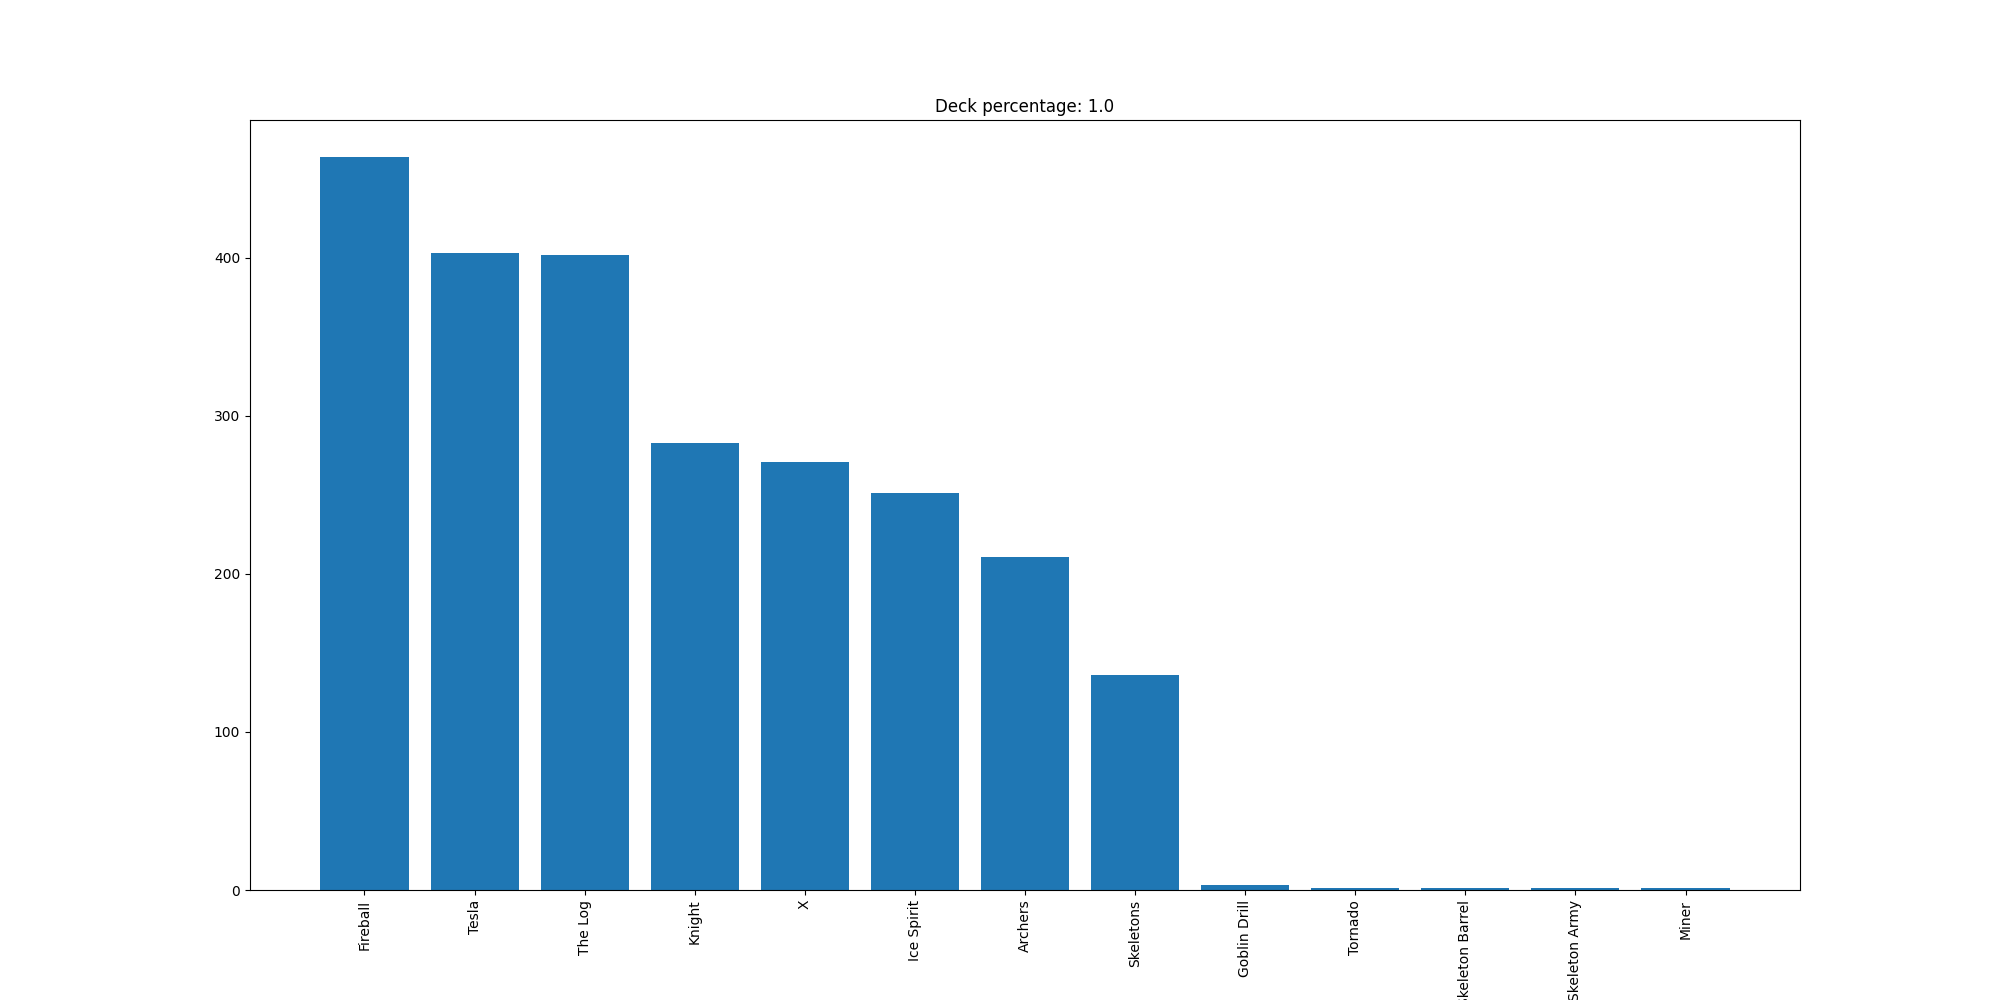 Deck percentage: 1.0
400
300
200
100
0
Fireball
Tesla
The Log
Knight
X
Ice Spirit
Archers
Skeletons
Goblin Drill
Tornado
Skeleton Barrel
Skeleton Army
Miner